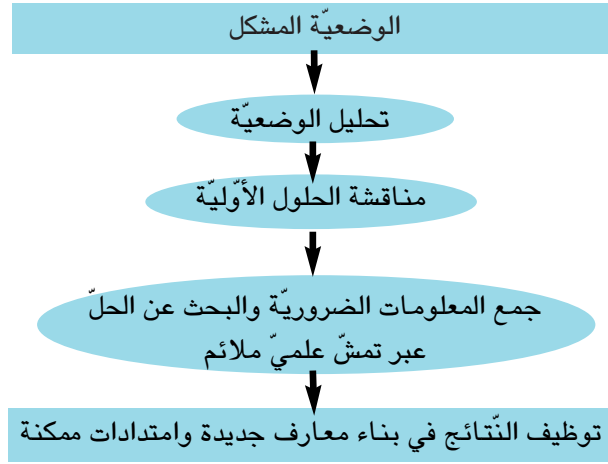 الوضعيّة المشكل
تحليل الوضعيّة
مناقشة الحلول الأوّليّة
جمع المعلومات الضروريّة والبحث عن الحلّ
عبر تمشّ علميّ ملائم
توظيف النّتائج في بناء معارف جديدة وامتدادات ممكنة